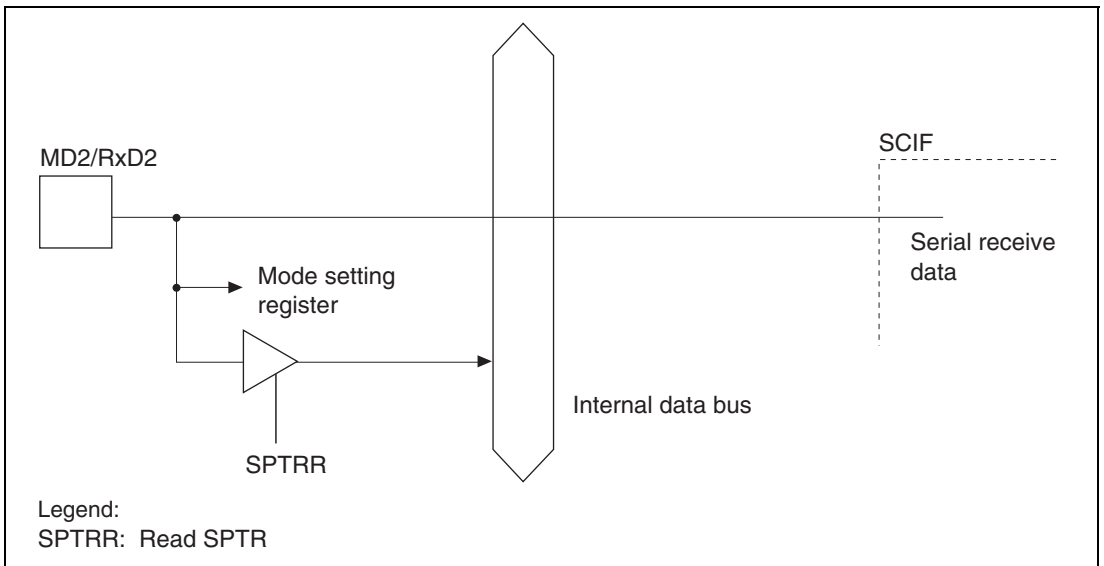 MD2/RxD2
SCIF
Serial receive
data
Mode setting
register
Internal data bus
SPTRR
Legend:
SPTRR: Read SPTR